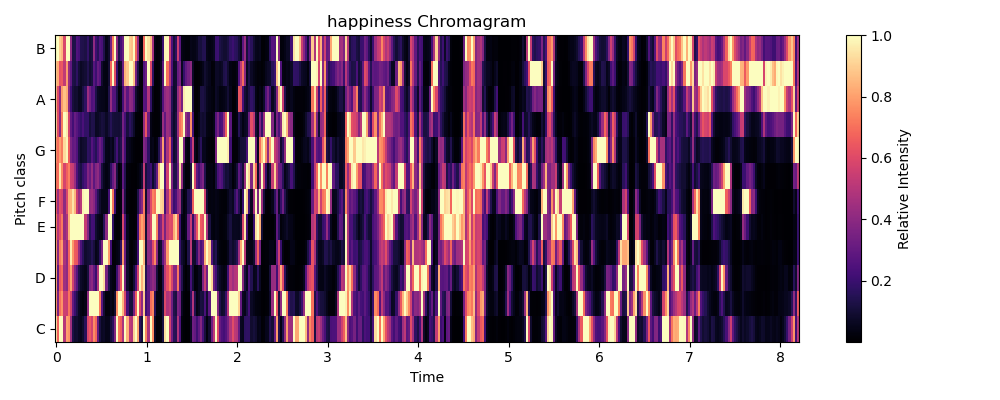 happiness Chromagram
B
A
G
F
E
D
C
Pitch class
0 1 2 3 4 5 6 7 8
Time
1.0
0.8
0.6
0.4
0.2
Relative Intensity